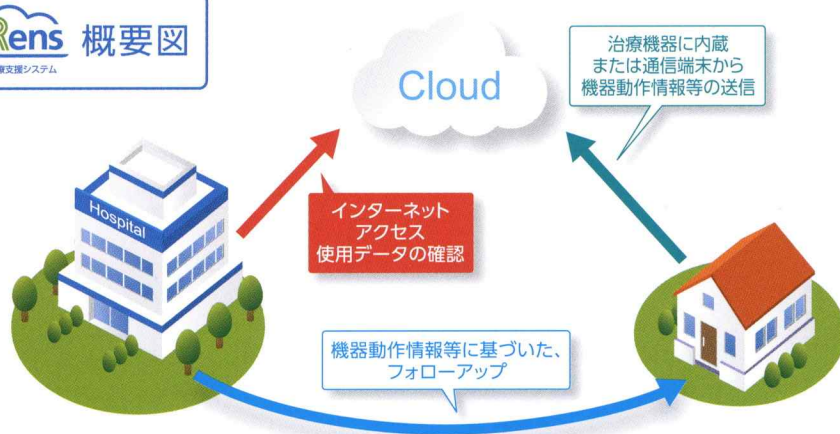 Rens 概要図
療支援システム
Cloud
治療機器に内蔵
または通信端末から
機器動作情報等の送信
Hospital
インターネット
アクセス
使用データの確認
機器動作情報等に基づいた、
フォローアップ